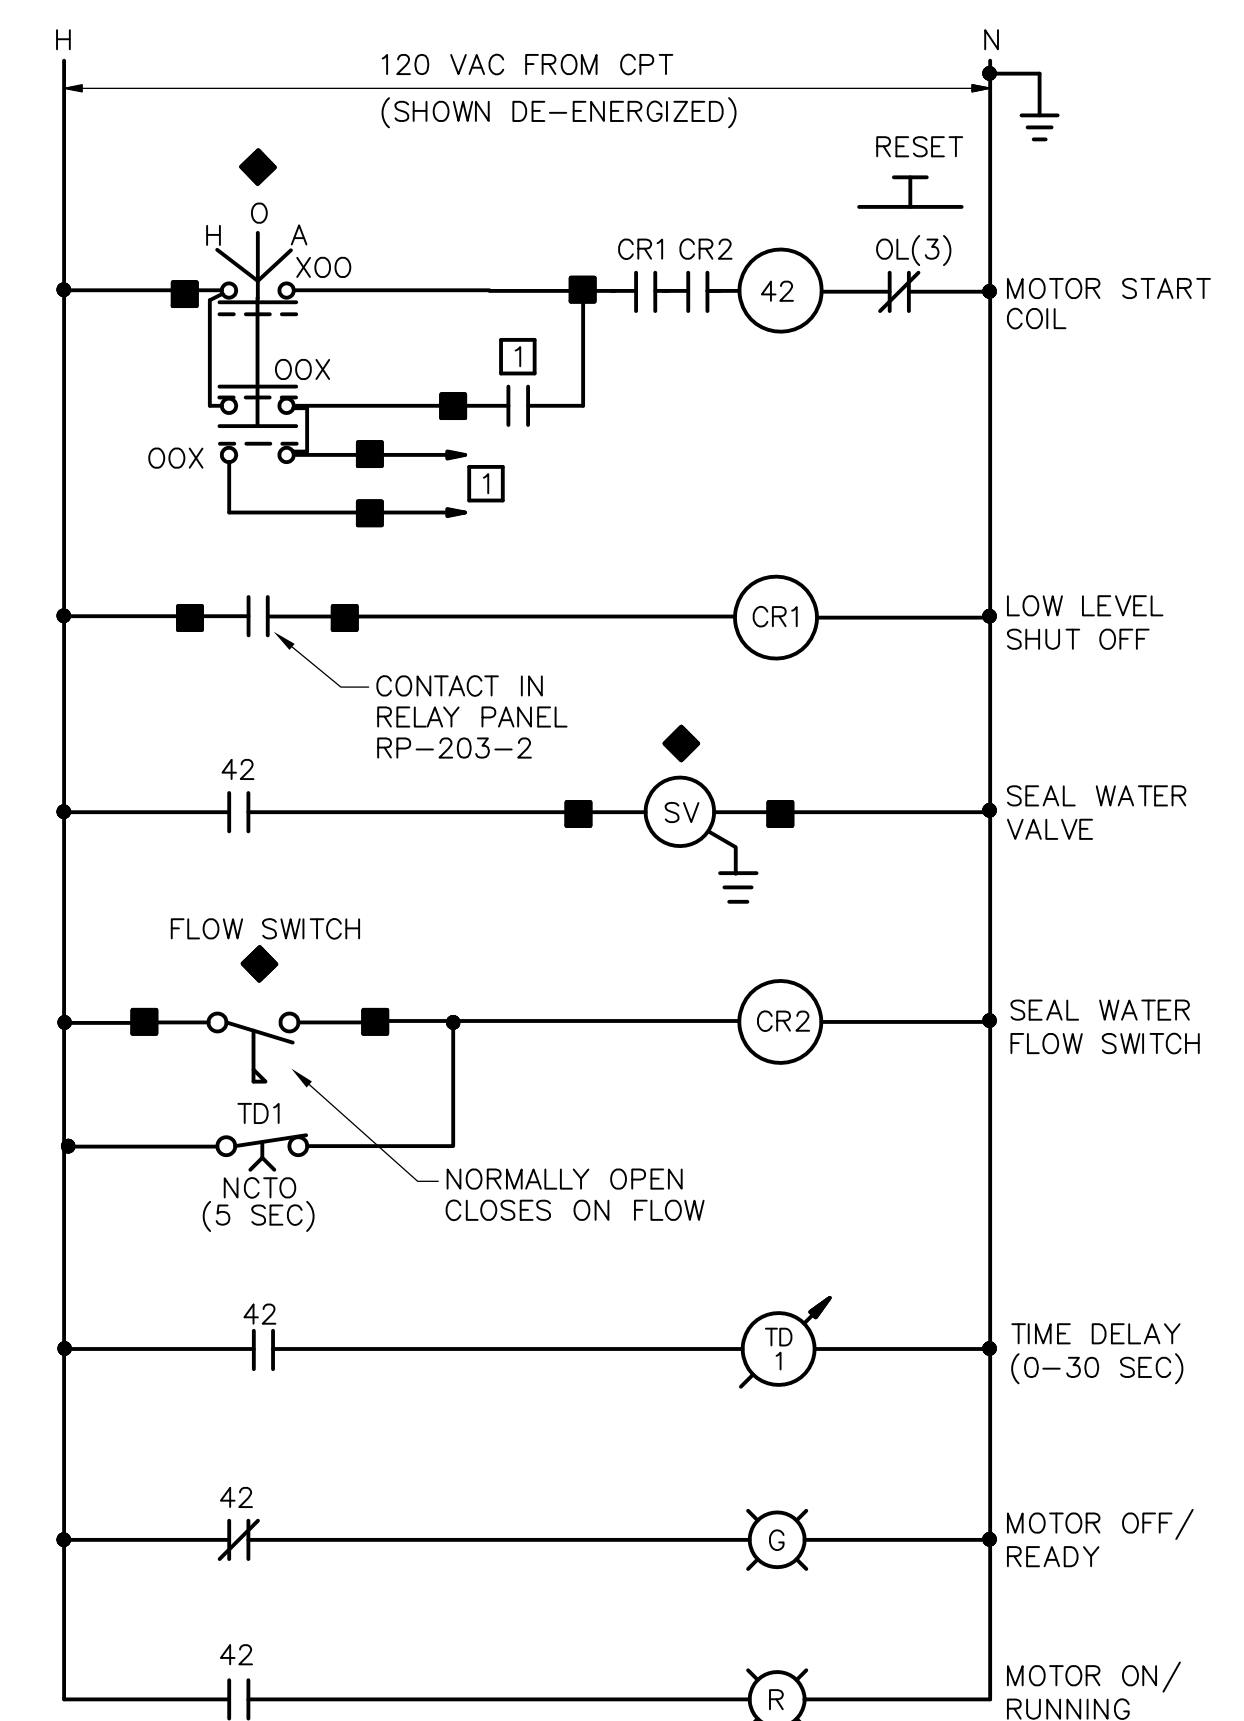 H
N
120 VAC FROM CPT
(SHOWN DE-ENERGIZED)
RESET
O
H A
XOO
CR1 CR2
42
OL(3)
MOTOR START
COIL
1
OOX
OOX
1
CR1
LOW LEVEL
SHUT OFF
CONTACT IN
RELAY PANEL
RP-203-2
42
SV
SEAL WATER
VALVE
FLOW SWITCH
CR2
SEAL WATER
FLOW SWITCH
TD1
NCTO
(5 SEC)
NORMALLY OPEN
CLOSES ON FLOW
42
TD
1
TIME DELAY
(0-30 SEC)
42
G
MOTOR OFF/
READY
42
R
MOTOR ON/
RUNNING